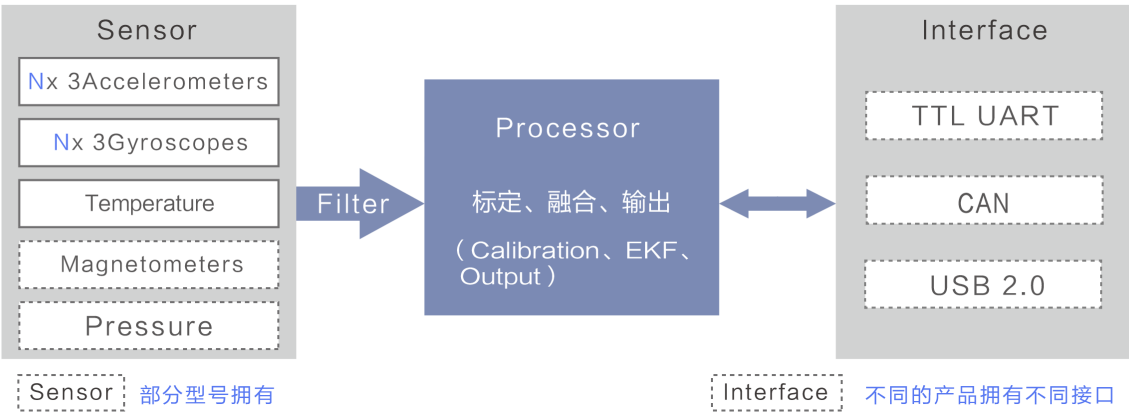 Sensor
Nx 3Accelerometers
Nx 3Gyroscopes
Temperature
Magnetometers
Pressure
Filter
Processor
标定、融合、输出
（Calibration、EKF、
Output）
Interface
TTL UART
CAN
USB 2.0
Sensor 部分型号拥有
Interface 不同的产品拥有不同接口